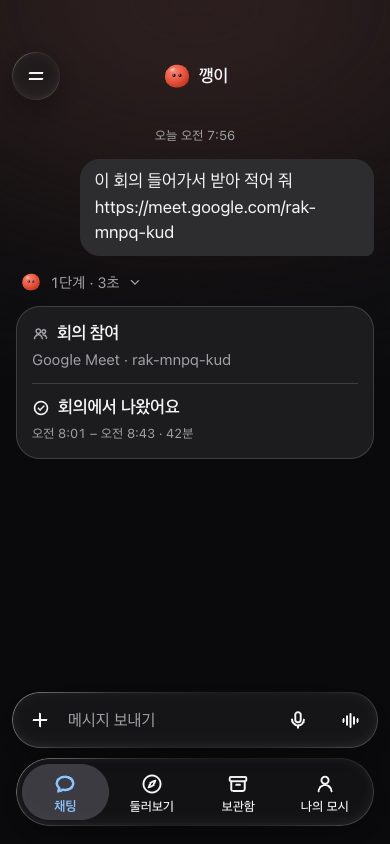 깽이
오늘 오전 7:56
이 회의 들어가서 받아 적어 줘
https://meet.google.com/rak-
mnpq-kud
1단계 · 3초
회의 참여
Google Meet · rak-mnpq-kud
회의에서 나왔어요
오전 8:01 – 오전 8:43 · 42분
메시지 보내기
채팅
둘러보기
보관함
나의 모시